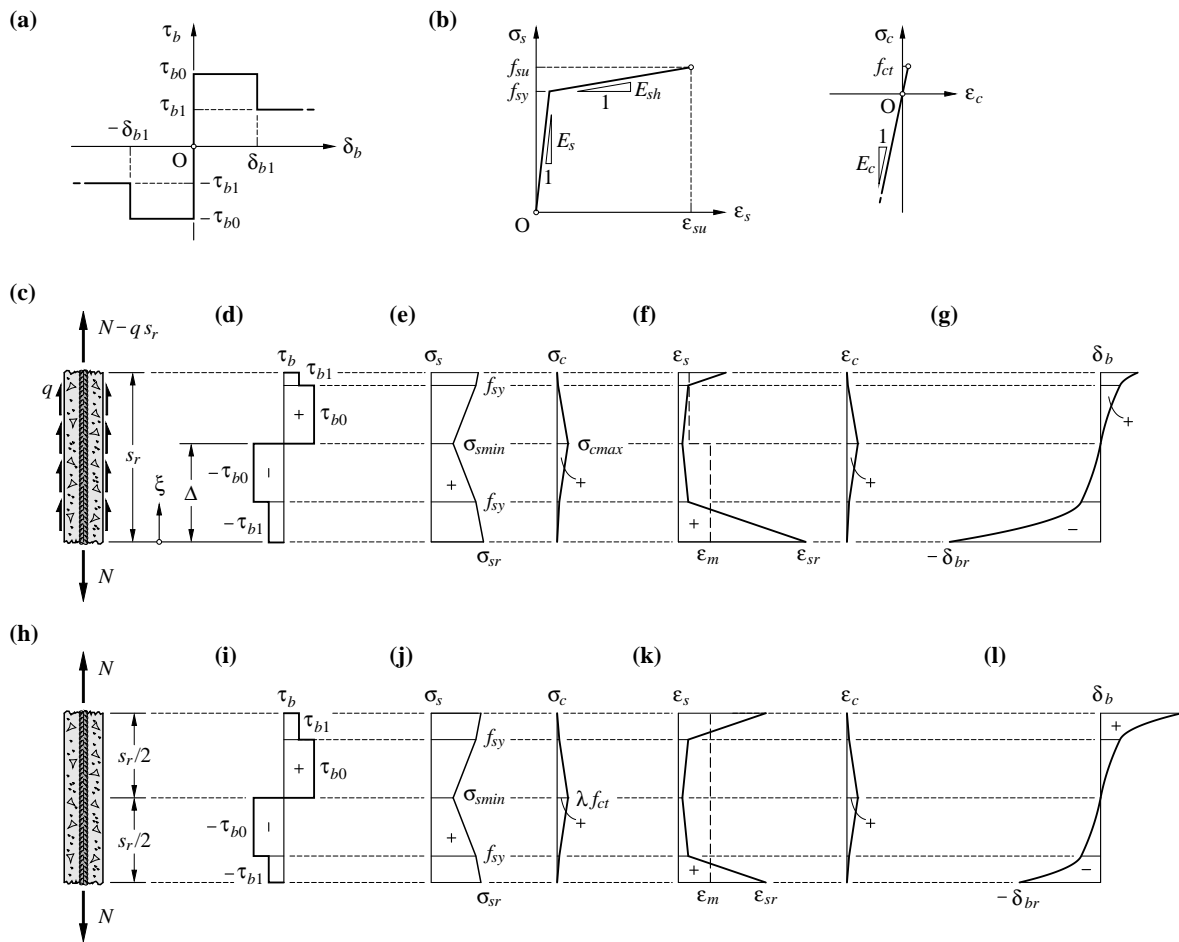 (a)
τb
τb0
τb1
−δb1
O
δb1
δb
−τb1
−τb0
(b)
σs
fsu
fsy
Esh
1
Es
1
O
εsu
εs
σc
fct
O
εc
1
Ec
(c)
(d)
(e)
(f)
(g)
N − q sr
q
sr
ξ
Δ
N
τb
τb1
τb0
+
−τb0
−
−τb1
σs
fsy
σsmin
+
fsy
σsr
σc
σcmax
+
εs
+
εm
εsr
εc
+
δb
+
−
−δbr
(h)
(i)
(j)
(k)
(l)
N
sr/2
sr/2
N
τb
τb1
τb0
+
−τb0
−
−τb1
σs
fsy
σsmin
+
fsy
σsr
σc
λ fct
+
εs
+
εm
εsr
εc
+
δb
+
−
−δbr